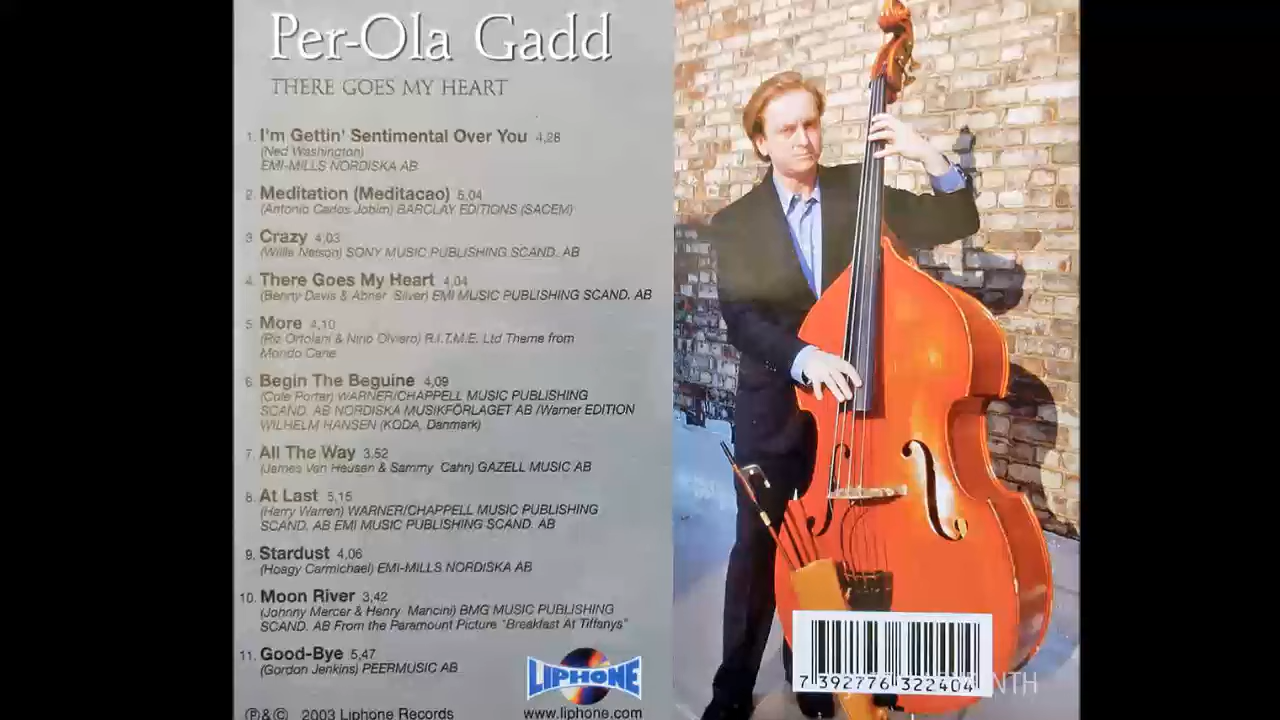 Per-Ola Gadd
THERE GOES MY HEART
1. I'm Gettin' Sentimental Over You 4,28
(Ned Washington)
EMI-MILLS NORDISKA AB
2. Meditation (Meditacao) 5,04
(Antonio Carlos Jobim) BARCLAY EDITIONS (SACEM)
3. Crazy 4,03
(Willie Nelson) SONY MUSIC PUBLISHING SCAND. AB
4. There Goes My Heart 4,04
(Benny Davis & Abner Silver) EMI MUSIC PUBLISHING SCAND. AB
5. More 4,10
(Riz Ortolani & Nino Oliviero) R.I.T.M.E. Ltd Theme from
Mondo Cane
6. Begin The Beguine 4,09
(Cole Porter) WARNER/CHAPPELL MUSIC PUBLISHING
SCAND. AB NORDISKA MUSIKFÖRLAGET AB /Warner EDITION
WILHELM HANSEN (KODA, Danmark)
7. All The Way 3.52
(James Van Heusen & Sammy Cahn) GAZELL MUSIC AB
8. At Last 5,15
(Harry Warren) WARNER/CHAPPELL MUSIC PUBLISHING
SCAND. AB EMI MUSIC PUBLISHING SCAND. AB
9. Stardust 4,06
(Hoagy Carmichael) EMI-MILLS NORDISKA AB
10. Moon River 3,42
(Johnny Mercer & Henry Mancini) BMG MUSIC PUBLISHING
SCAND. AB From the Paramount Picture "Breakfast At Tiffanys"
11. Good-Bye 5,47
(Gordon Jenkins) PEERMUSIC AB
LIPHONE
Ⓟ&Ⓒ 2003 Liphone Records
www.liphone.com
7 392776 322404